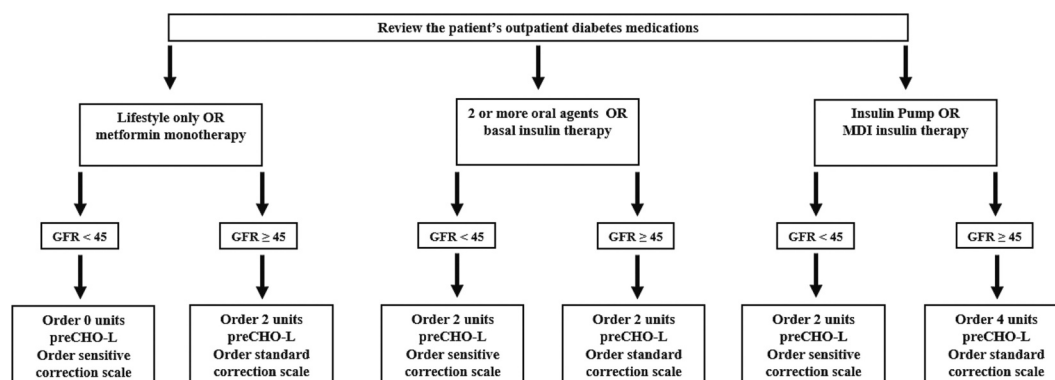 Review the patient's outpatient diabetes medications
Lifestyle only OR
metformin monotherapy
2 or more oral agents OR
basal insulin therapy
Insulin Pump OR
MDI insulin therapy
GFR < 45
GFR ≥ 45
GFR < 45
GFR ≥ 45
GFR < 45
GFR ≥ 45
Order 0 units
preCHO-L
Order sensitive
correction scale
Order 2 units
preCHO-L
Order standard
correction scale
Order 2 units
preCHO-L
Order sensitive
correction scale
Order 2 units
preCHO-L
Order standard
correction scale
Order 2 units
preCHO-L
Order sensitive
correction scale
Order 4 units
preCHO-L
Order standard
correction scale